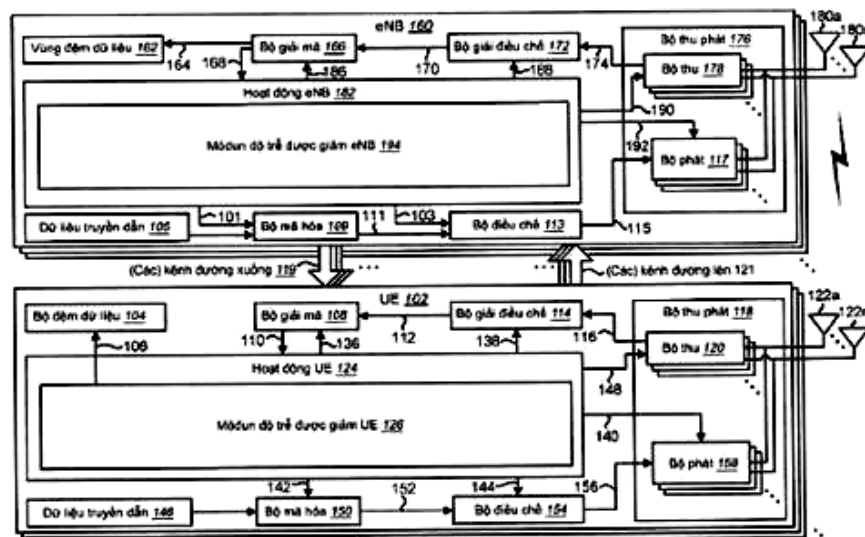 eNB 160
180a 180n
Vùng đệm dữ liệu 162
Bộ giải mã 166
Bộ giải điều chế 172
Bộ thu phát 176
164 168 186 170 188 174
Bộ thu 178
Hoạt động eNB 182
190
192
Môđun độ trễ được giảm eNB 194
Bộ phát 117
101 103
Dữ liệu truyền dẫn 105
Bộ mã hóa 109
111
Bộ điều chế 113
115
(Các) kênh đường xuống 119
(Các) kênh đường lên 121
UE 102
122a 122n
Bộ đệm dữ liệu 104
Bộ giải mã 108
Bộ giải điều chế 114
Bộ thu phát 118
106 110 136 112 138 116
Bộ thu 120
Hoạt động UE 124
148
Môđun độ trễ được giảm UE 126
140
Bộ phát 158
142 144 156
Dữ liệu truyền dẫn 146
Bộ mã hóa 150
152
Bộ điều chế 154